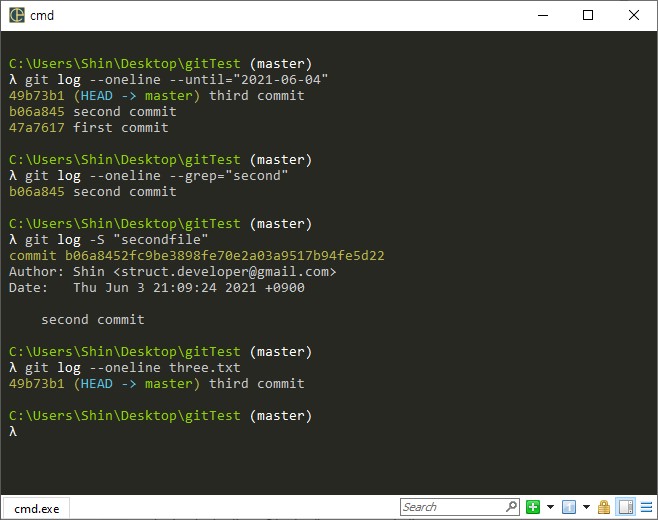 cmd
C:\Users\Shin\Desktop\gitTest (master)
λ git log --oneline --until="2021-06-04"
49b73b1 (HEAD -> master) third commit
b06a845 second commit
47a7617 first commit
C:\Users\Shin\Desktop\gitTest (master)
λ git log --oneline --grep="second"
b06a845 second commit
C:\Users\Shin\Desktop\gitTest (master)
λ git log -S "secondfile"
commit b06a8452fc9be3898fe70e2a03a9517b94fe5d22
Author: Shin <struct.developer@gmail.com>
Date:   Thu Jun 3 21:09:24 2021 +0900
    second commit
C:\Users\Shin\Desktop\gitTest (master)
λ git log --oneline three.txt
49b73b1 (HEAD -> master) third commit
C:\Users\Shin\Desktop\gitTest (master)
λ
cmd.exe
Search